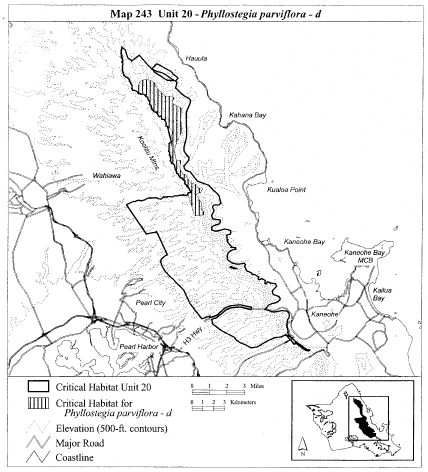 Map 243 Unit 20 - Phyllostegia parviflora - d
Hauula
Kahana Bay
Koolau Mtns.
Wahiawa
Kualoa Point
Kaneohe Bay
Kaneohe Bay
MCB
Kailua
Bay
Pearl City
Kaneohe
H3 Hwy
Pearl Harbor
Critical Habitat Unit 20
Critical Habitat for
Phyllostegia parviflora - d
Elevation (500-ft. contours)
Major Road
Coastline
0 1 2 3 Miles
0 1 2 3 Kilometers
N